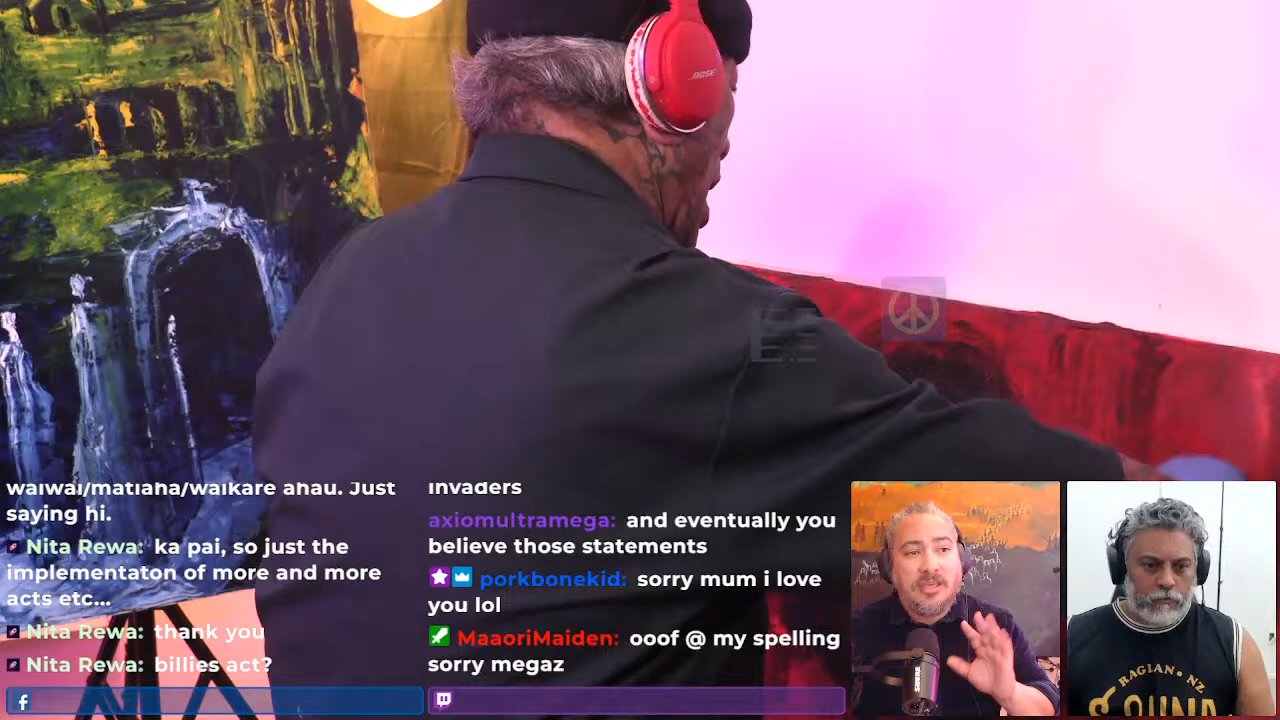 BOSE
waiwai/matiaha/waikare ahau. Just
saying hi.
Nita Rewa: ka pai, so just the
implementaton of more and more
acts etc...
Nita Rewa: thank you
Nita Rewa: billies act?
invaders
axiomultramega: and eventually you
believe those statements
porkbonekid: sorry mum i love
you lol
MaaoriMaiden: ooof @ my spelling
sorry megaz
RAGLAN • NZ